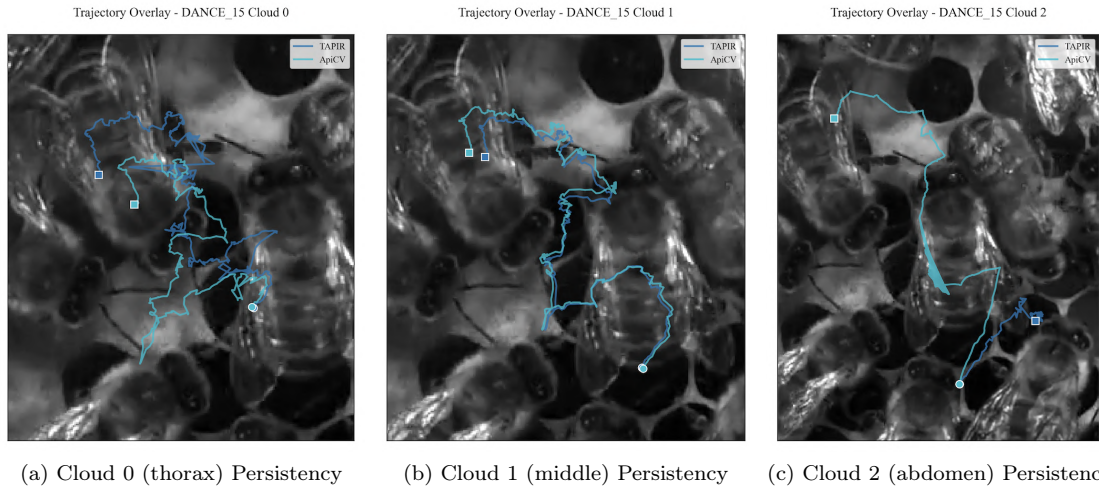 Trajectory Overlay - DANCE_15 Cloud 0
Trajectory Overlay - DANCE_15 Cloud 1
Trajectory Overlay - DANCE_15 Cloud 2
TAPIR
ApiCV
TAPIR
ApiCV
TAPIR
ApiCV
(a) Cloud 0 (thorax) Persistency
(b) Cloud 1 (middle) Persistency
(c) Cloud 2 (abdomen) Persistenc